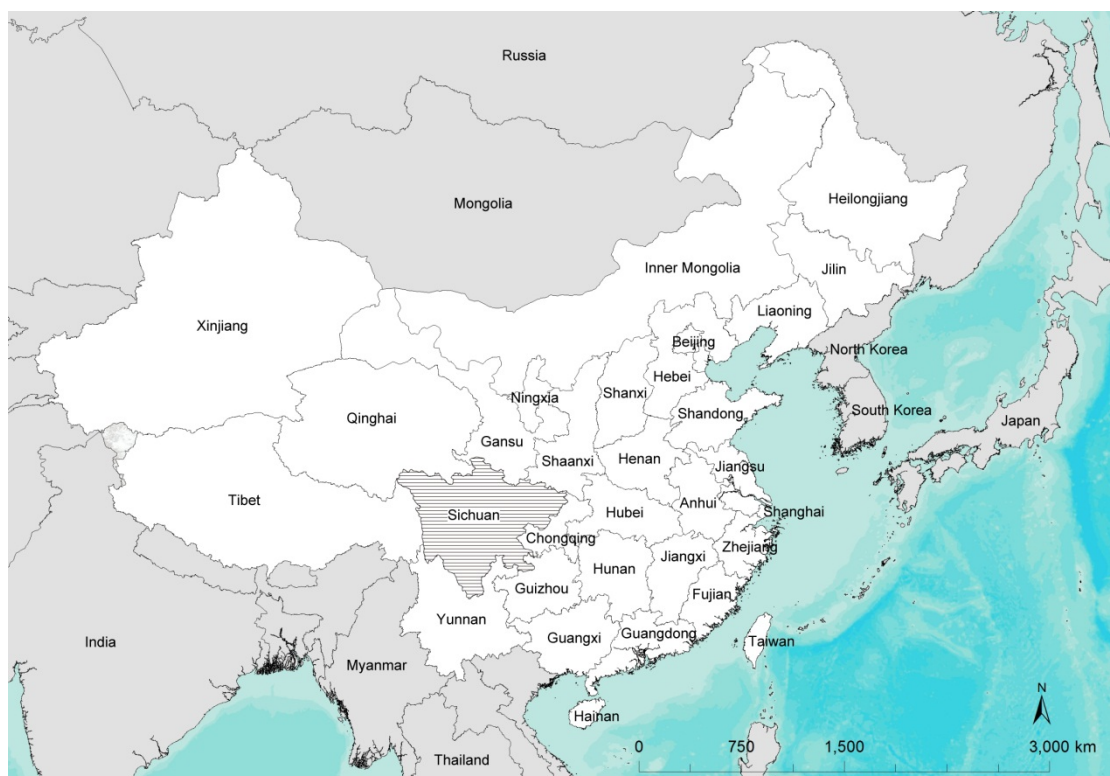 Russia
Mongolia
Heilongjiang
Inner Mongolia
Jilin
Liaoning
Xinjiang
Beijing
North Korea
Hebei
Shanxi
Ningxia
Qinghai
Shandong
South Korea
Japan
Gansu
Shaanxi
Henan
Jiangsu
Tibet
Anhui
Sichuan
Hubei
Shanghai
Chongqing
Zhejiang
Jiangxi
Hunan
Guizhou
Fujian
Yunnan
Guangdong
Guangxi
India
Taiwan
Myanmar
N
Hainan
0 750 1,500 3,000 km
Thailand